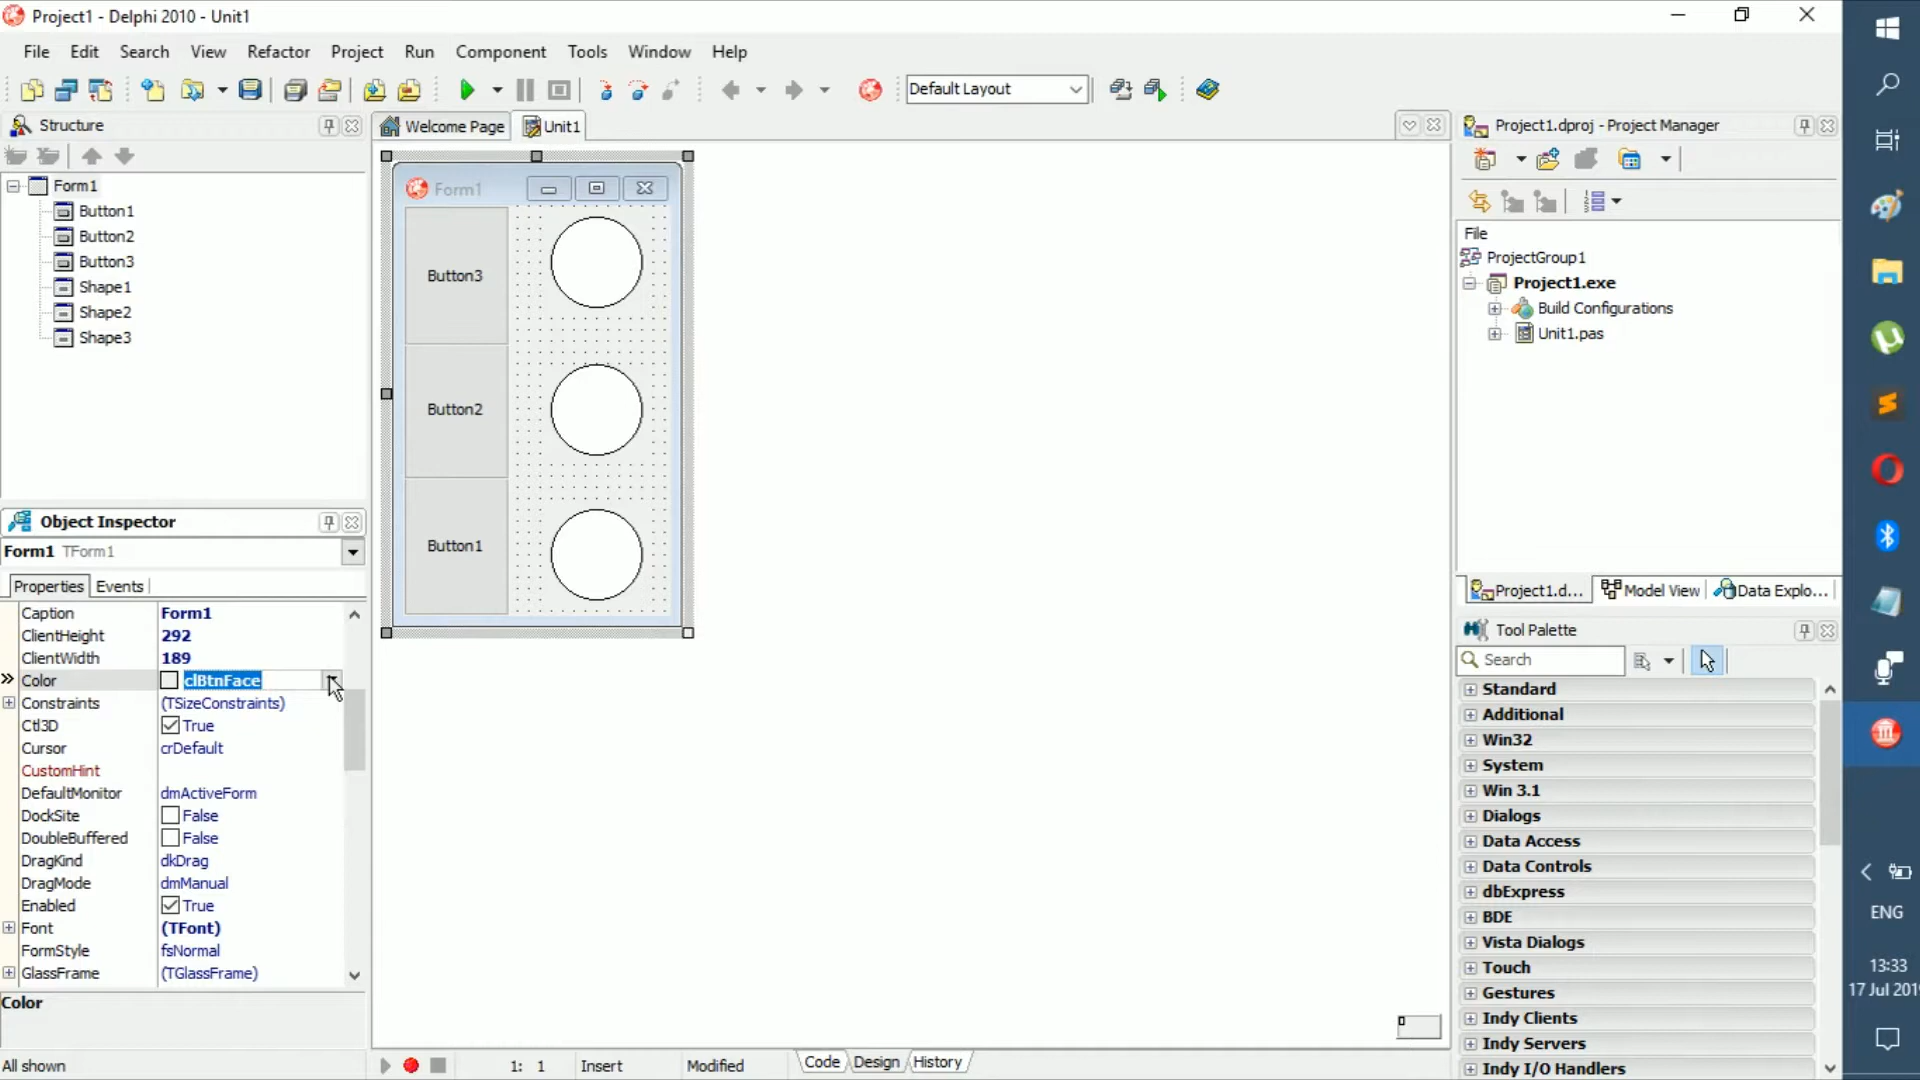 Project1 - Delphi 2010 - Unit1
File Edit Search View Refactor Project Run Component Tools Window Help
Default Layout
Structure
Form1
Button1
Button2
Button3
Shape1
Shape2
Shape3
Object Inspector
Form1 TForm1
Properties Events
Caption Form1
ClientHeight 292
ClientWidth 189
Color clBtnFace
Constraints (TSizeConstraints)
Ctl3D True
Cursor crDefault
CustomHint
DefaultMonitor dmActiveForm
DockSite False
DoubleBuffered False
DragKind dkDrag
DragMode dmManual
Enabled True
Font (TFont)
FormStyle fsNormal
GlassFrame (TGlassFrame)
Color
All shown
Welcome Page Unit1
Form1
Button3
Button2
Button1
1: 1 Insert Modified Code Design History
Project1.dproj - Project Manager
File
ProjectGroup1
Project1.exe
Build Configurations
Unit1.pas
Project1.d... Model View Data Explo...
Tool Palette
Search
Standard
Additional
Win32
System
Win 3.1
Dialogs
Data Access
Data Controls
dbExpress
BDE
Vista Dialogs
Touch
Gestures
Indy Clients
Indy Servers
Indy I/O Handlers
ENG
13:33
17 Jul 201